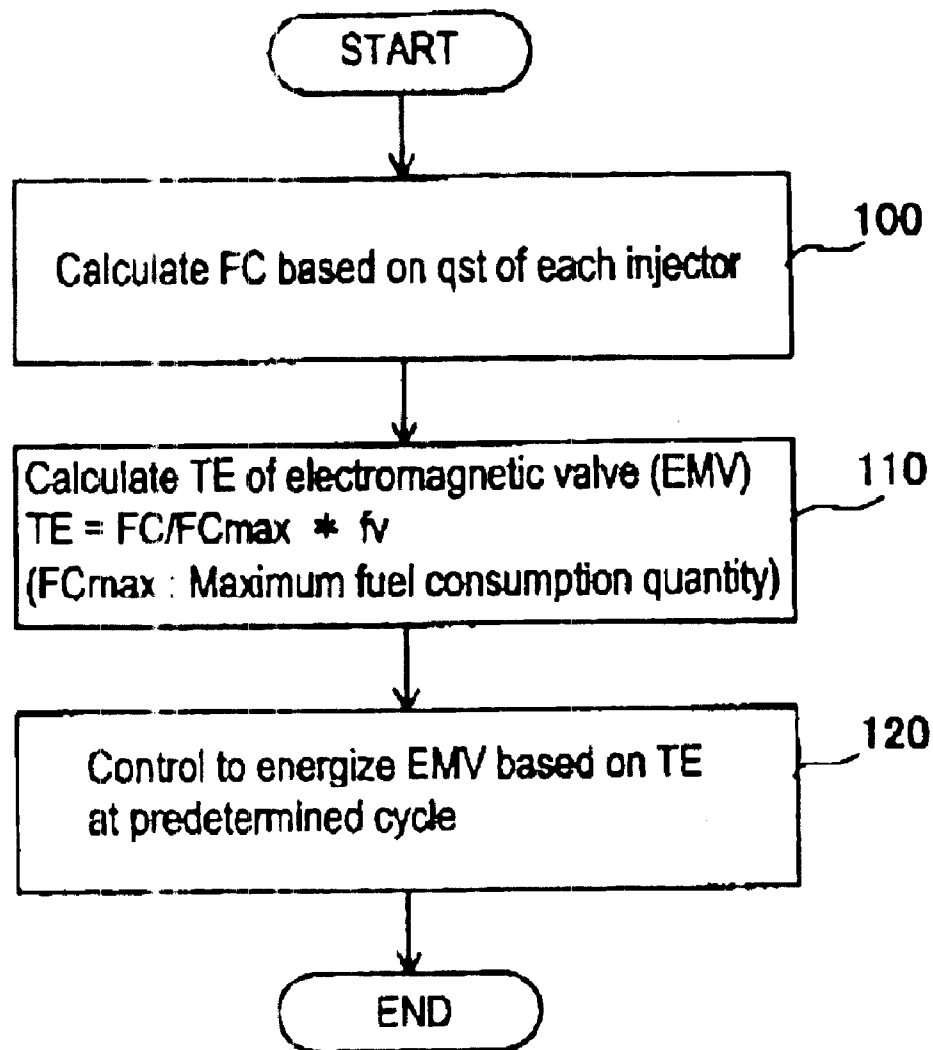 START
Calculate FC based on qst of each injector
100
Calculate TE of electromagnetic valve (EMV)
TE = FC/FCmax * fv
(FCmax : Maximum fuel consumption quantity)
110
Control to energize EMV based on TE
at predetermined cycle
120
END